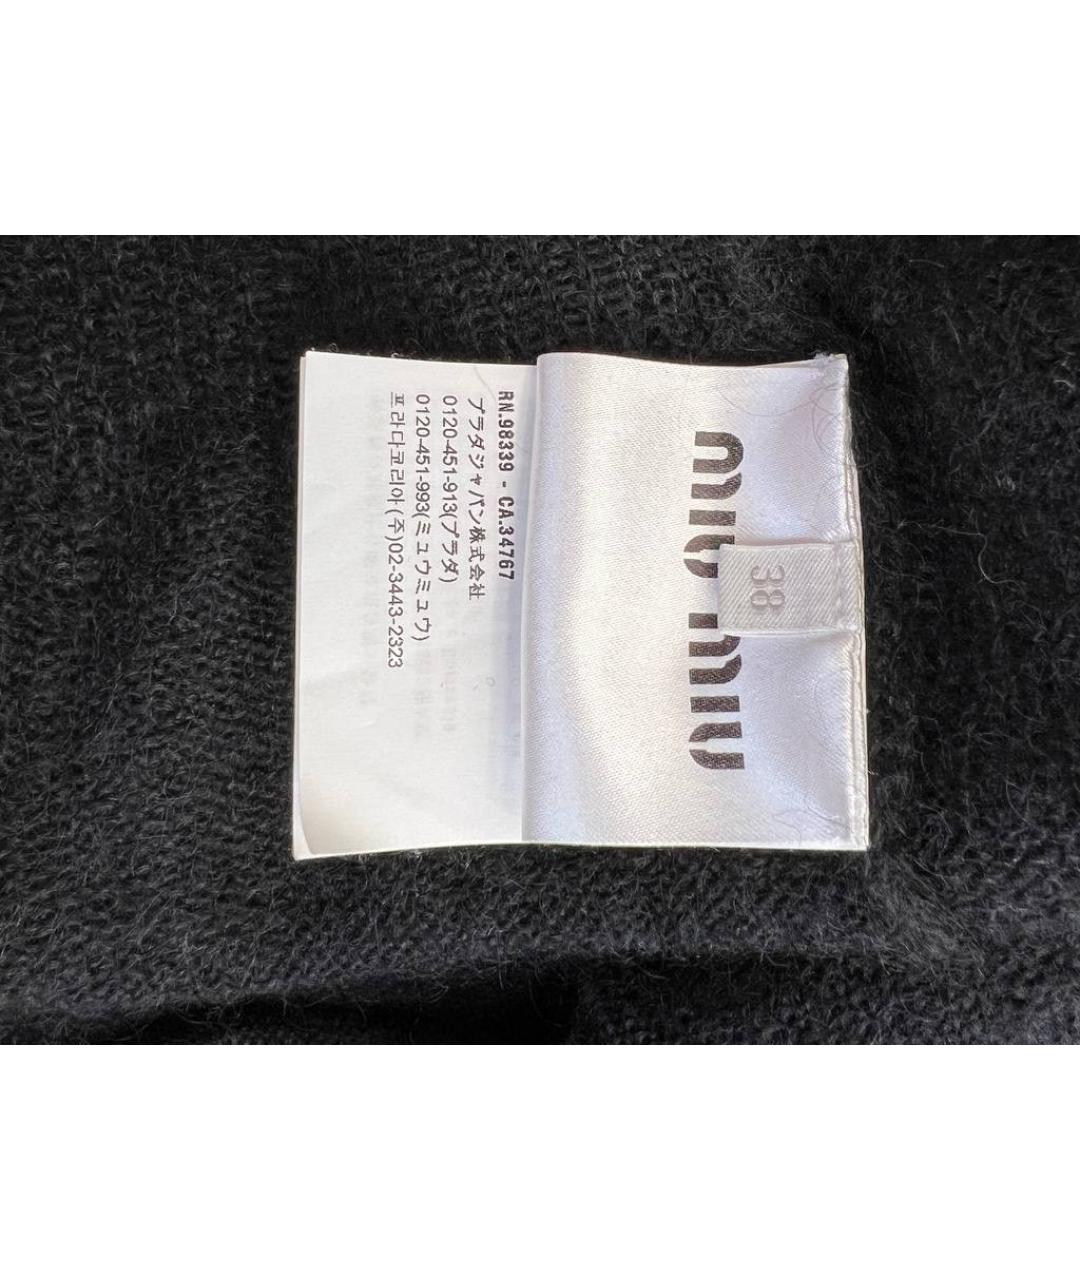 miu miu
38
RN.98339 - CA.34767
プラダジャパン株式会社
0120-451-913(プラダ)
0120-451-993(ミュウミュウ)
프라다코리아(주)02-3443-2323